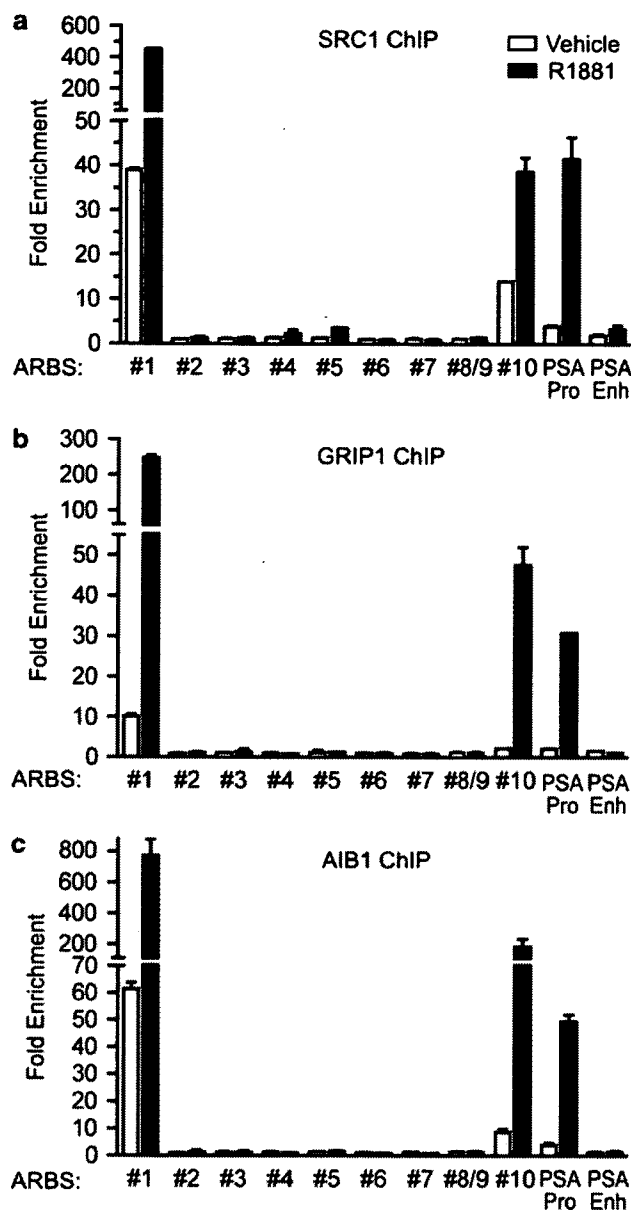 a
SRC1 ChIP
Vehicle
R1881
Fold Enrichment
600
400
200
50
40
30
20
10
0
ARBS: #1 #2 #3 #4 #5 #6 #7 #8/9 #10 PSA Pro PSA Enh
b
GRIP1 ChIP
Fold Enrichment
300
200
100
50
40
30
20
10
0
ARBS: #1 #2 #3 #4 #5 #6 #7 #8/9 #10 PSA Pro PSA Enh
c
AIB1 ChIP
Fold Enrichment
800
600
400
200
70
60
50
40
30
20
10
0
ARBS: #1 #2 #3 #4 #5 #6 #7 #8/9 #10 PSA Pro PSA Enh